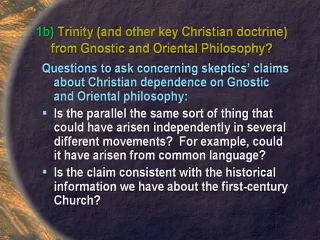 1b) Trinity (and other key Christian doctrine)
from Gnostic and Oriental Philosophy?
Questions to ask concerning skeptics' claims
about Christian dependence on Gnostic
and Oriental philosophy:
▪ Is the parallel the same sort of thing that
could have arisen independently in several
different movements? For example, could
it have arisen from common language?
▪ Is the claim consistent with the historical
information we have about the first-century
Church?